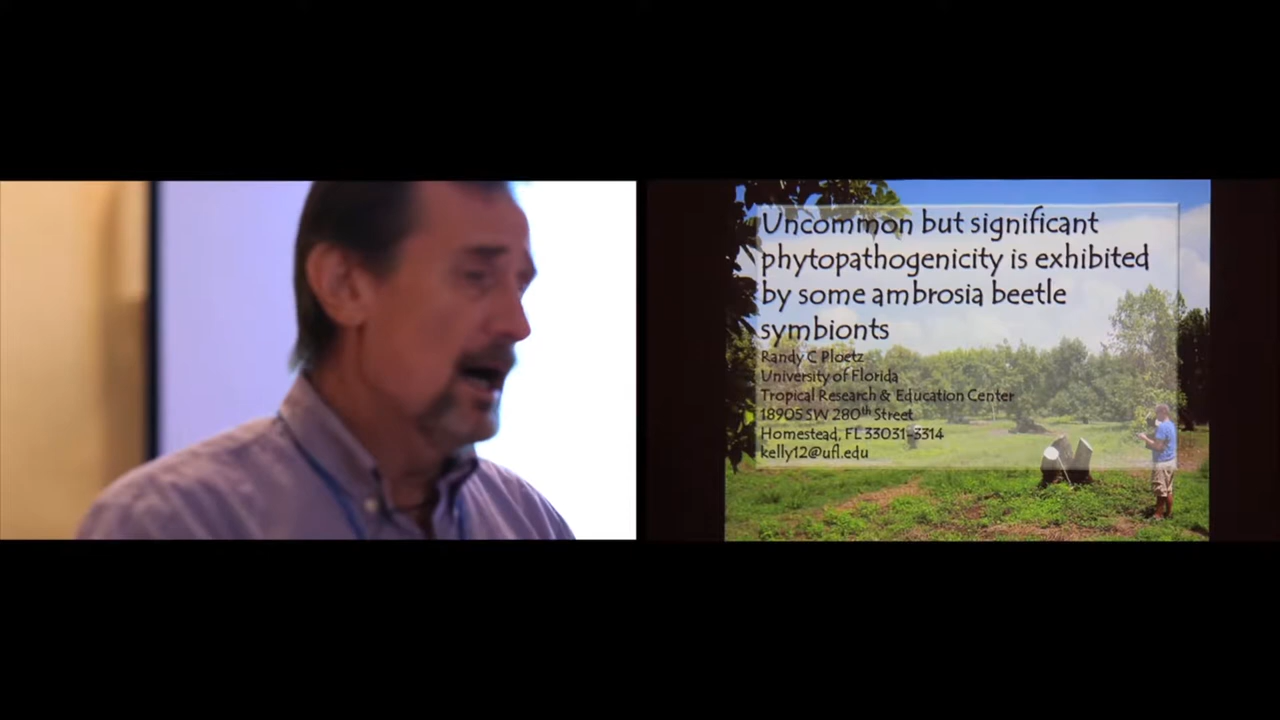 Uncommon but significant
phytopathogenicity is exhibited
by some ambrosia beetle
symbionts
Randy C Ploetz
University of Florida
Tropical Research & Education Center
18905 SW 280th Street
Homestead, FL 33031-3314
kelly12@ufl.edu